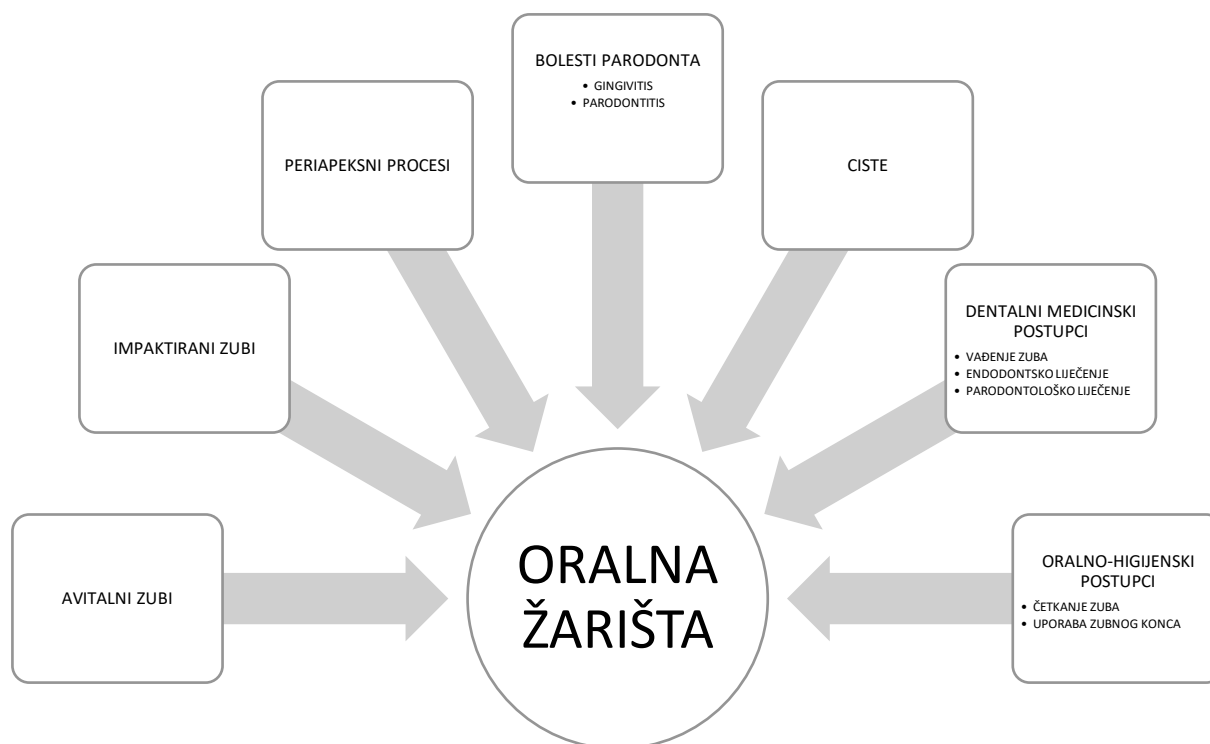 BOLESTI PARODONTA
• GINGIVITIS
• PARODONTITIS
PERIAPEKSNI PROCESI
CISTE
IMPAKTIRANI ZUBI
DENTALNI MEDICINSKI
POSTUPCI
• VAĐENJE ZUBA
• ENDODONTSKO LIJEČENJE
• PARODONTOLOŠKO LIJEČENJE
AVITALNI ZUBI
ORALNO-HIGIJENSKI
POSTUPCI
• ČETKANJE ZUBA
• UPORABA ZUBNOG KONCA
ORALNA
ŽARIŠTA